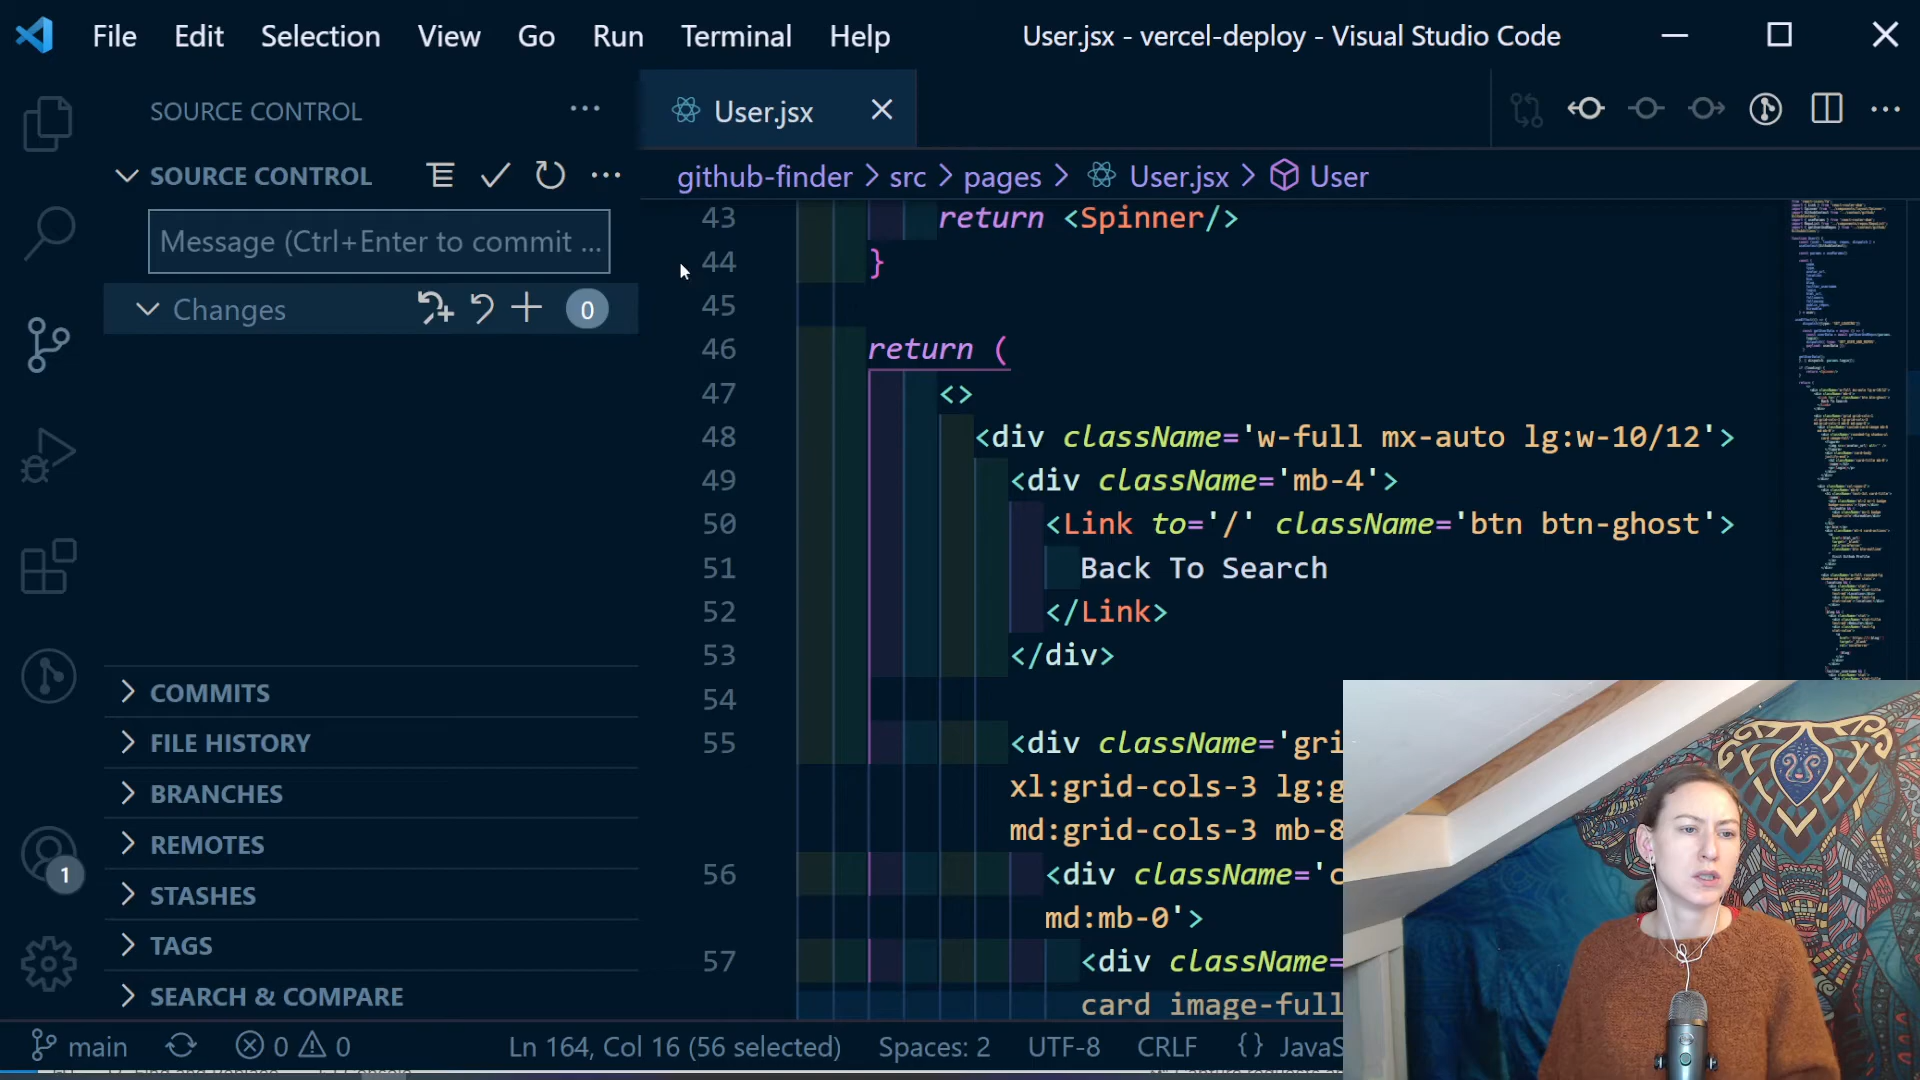 File Edit Selection View Go Run Terminal Help
User.jsx - vercel-deploy - Visual Studio Code
SOURCE CONTROL
User.jsx
SOURCE CONTROL
github-finder > src > pages > User.jsx > User
Message (Ctrl+Enter to commit ...
Changes
0
43 return <Spinner/>
44 }
45
46 return (
47 <>
48 <div className='w-full mx-auto lg:w-10/12'>
49 <div className='mb-4'>
50 <Link to='/' className='btn btn-ghost'>
51 Back To Search
52 </Link>
53 </div>
54
55 <div className='gri
xl:grid-cols-3 lg:g
md:grid-cols-3 mb-8
56 <div className='c
md:mb-0'>
57 <div className=
card image-full
COMMITS
FILE HISTORY
BRANCHES
REMOTES
STASHES
TAGS
SEARCH & COMPARE
1
main
0 0
Ln 164, Col 16 (56 selected)
Spaces: 2
UTF-8
CRLF
{} JavaS